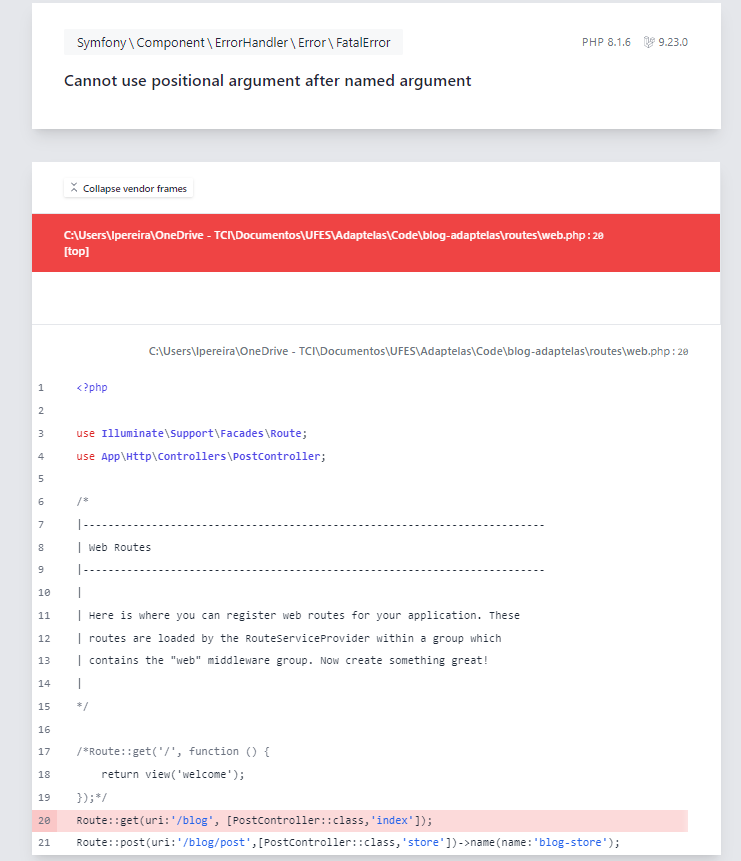 Symfony\Component\ErrorHandler\Error\FatalError
PHP 8.1.6 9.23.0
Cannot use positional argument after named argument
Collapse vendor frames
C:\Users\lpereira\OneDrive - TCI\Documentos\UFES\Adaptelas\Code\blog-adaptelas\routes\web.php:20
[top]
C:\Users\lpereira\OneDrive - TCI\Documentos\UFES\Adaptelas\Code\blog-adaptelas\routes\web.php:20
1 <?php
2
3 use Illuminate\Support\Facades\Route;
4 use App\Http\Controllers\PostController;
5
6 /*
7 |--------------------------------------------------------------------------
8 | Web Routes
9 |--------------------------------------------------------------------------
10 |
11 | Here is where you can register web routes for your application. These
12 | routes are loaded by the RouteServiceProvider within a group which
13 | contains the "web" middleware group. Now create something great!
14 |
15 */
16
17 /*Route::get('/', function () {
18 return view('welcome');
19 });*/
20 Route::get(uri:'/blog', [PostController::class,'index']);
21 Route::post(uri:'/blog/post',[PostController::class,'store'])->name(name:'blog-store');